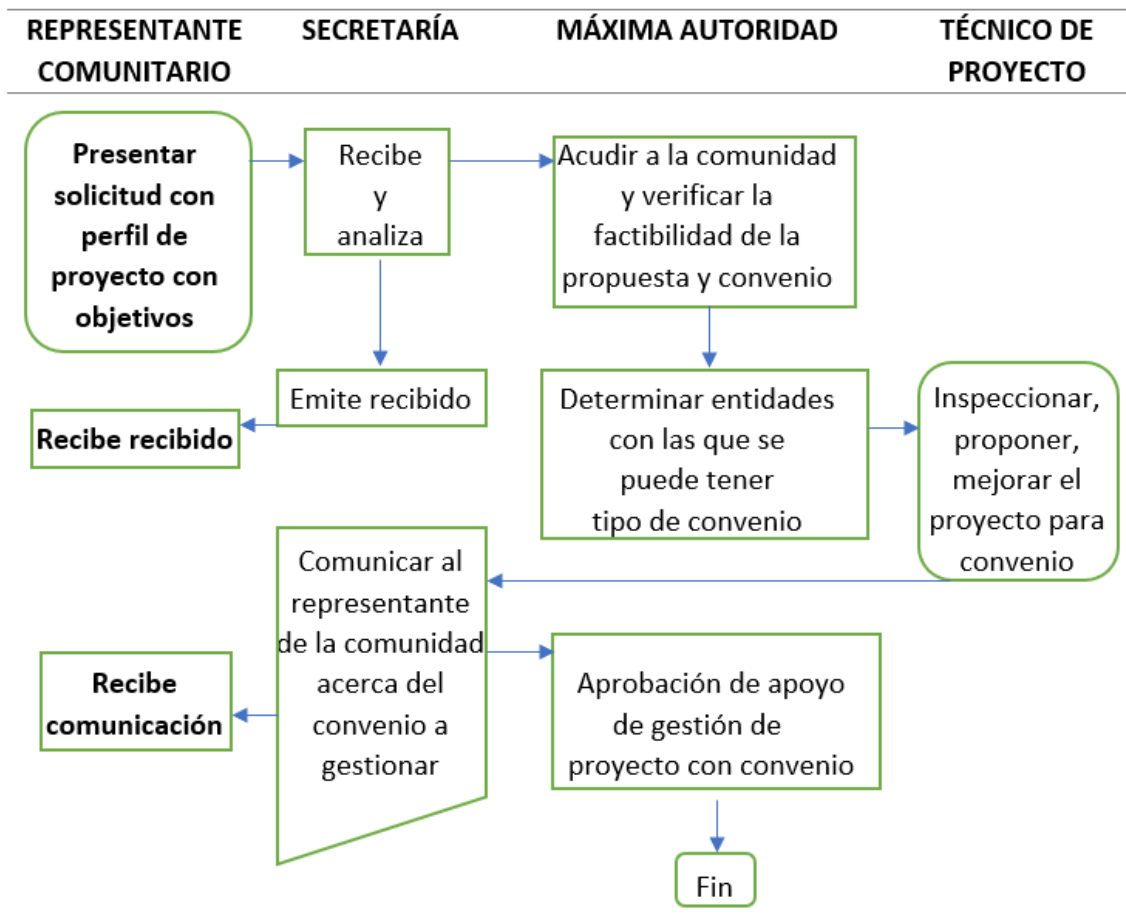 REPRESENTANTE
COMUNITARIO
SECRETARÍA
MÁXIMA AUTORIDAD
TÉCNICO DE
PROYECTO
Presentar
solicitud con
perfil de
proyecto con
objetivos
Recibe
y
analiza
Acudir a la comunidad
y verificar la
factibilidad de la
propuesta y convenio
Emite recibido
Recibe recibido
Determinar entidades
con las que se
puede tener
tipo de convenio
Inspeccionar,
proponer,
mejorar el
proyecto para
convenio
Comunicar al
representante
de la comunidad
acerca del
convenio a
gestionar
Recibe
comunicación
Aprobación de apoyo
de gestión de
proyecto con convenio
Fin